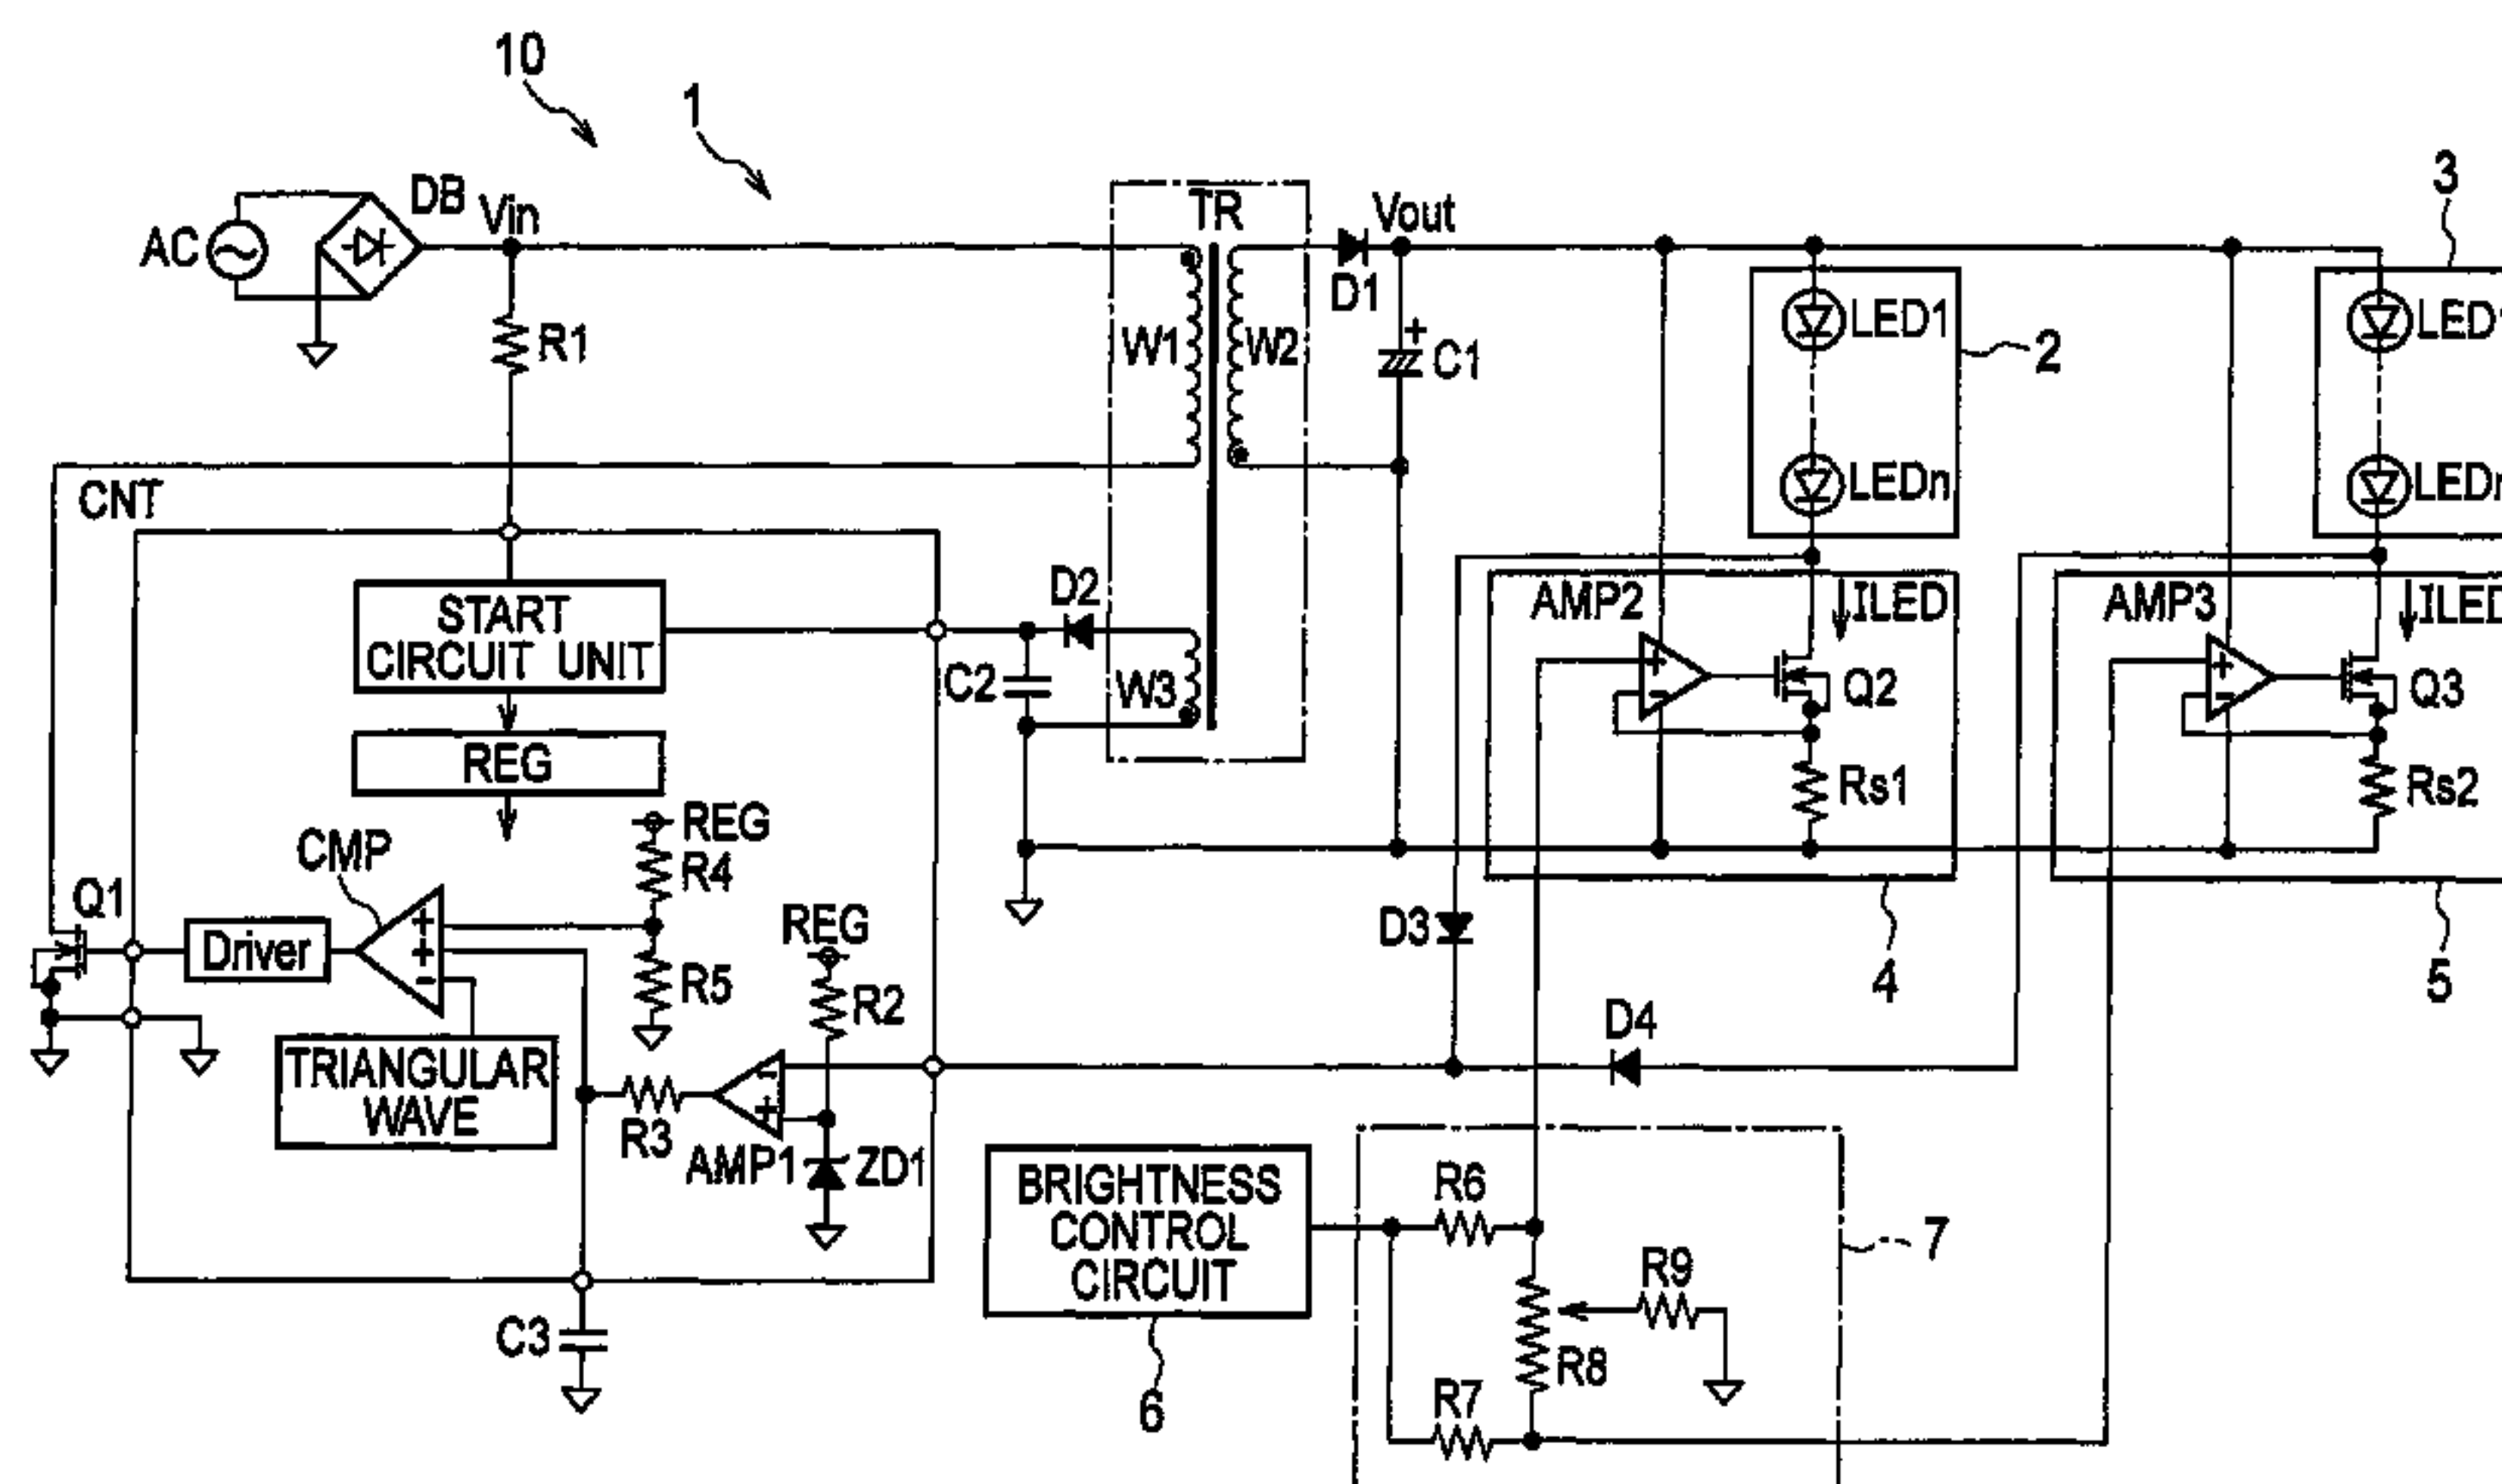 10
1
3
DB
Vin
TR
Vout
AC
D1
LED1
R1
W1
W2
C1
2
CNT
LEDn
START
CIRCUIT UNIT
D2
AMP2
ILED
AMP3
C2
W3
Q2
Q3
REG
Rs1
Rs2
REG
CMP
R4
Q1
Driver
REG
D3
R5
R2
4
5
D4
TRIANGULAR
WAVE
R3
AMP1
ZD1
BRIGHTNESS
CONTROL
CIRCUIT
R6
7
R9
C3
R8
6
R7